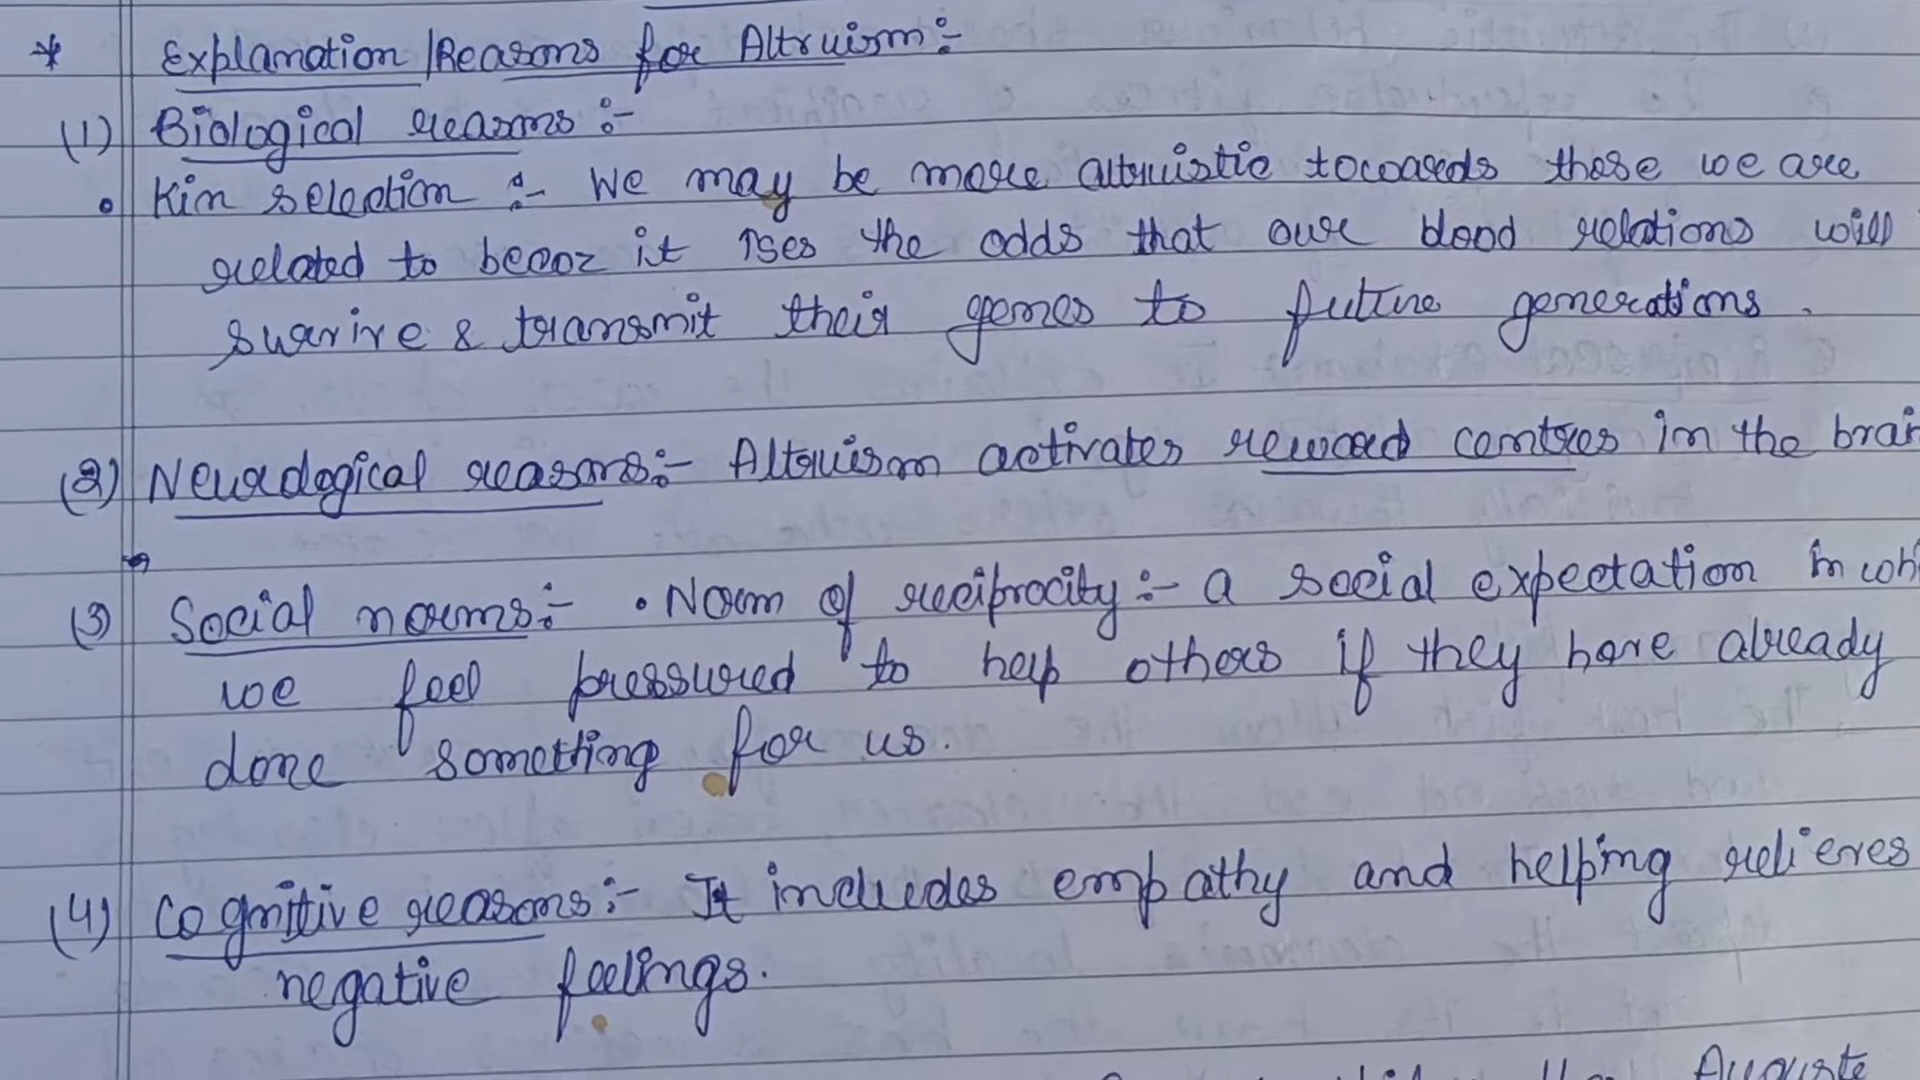 * Explanation / Reasons for Altruism :-
(1) Biological reasons :-
• Kin selection :- We may be more altruistic towards those we are
related to becoz it ises the odds that our blood relations will
survive & transmit their genes to future generations.
(2) Neurological reasons :- Altruism activates reward centres in the brai
(3) Social norms :- • Norm of reciprocity :- a social expectation in wh
we feel pressured to help others if they have already
done something for us.
(4) Cognitive reasons :- It includes empathy and helping relieves
negative feelings.
Auguste